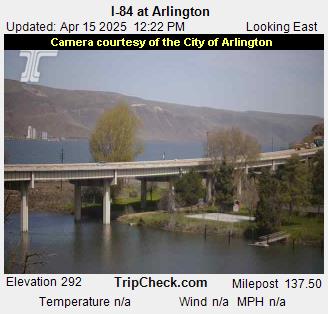 I-84 at Arlington
Updated: Apr 15 2025 12:22 PM Looking East
Camera courtesy of the City of Arlington
Elevation 292 TripCheck.com Milepost 137.50
Temperature n/a Wind n/a MPH n/a